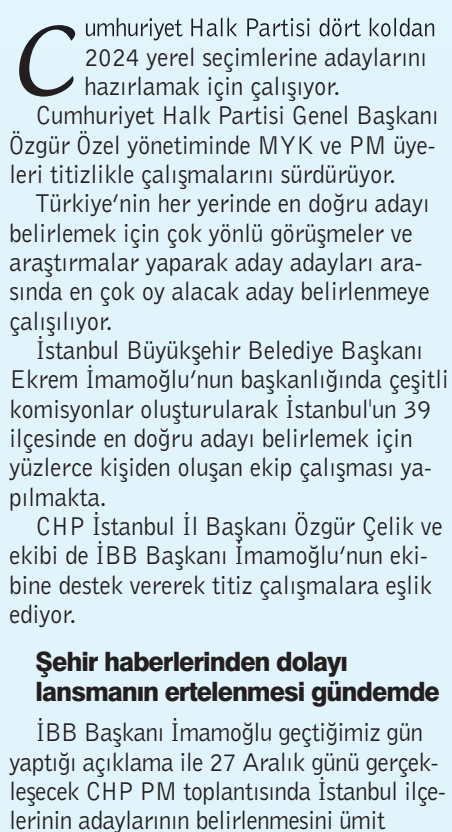 Cumhuriyet Halk Partisi dört koldan
2024 yerel seçimlerine adaylarını
hazırlamak için çalışıyor.
Cumhuriyet Halk Partisi Genel Başkanı
Özgür Özel yönetiminde MYK ve PM üye-
leri titizlikle çalışmalarını sürdürüyor.
Türkiye’nin her yerinde en doğru adayı
belirlemek için çok yönlü görüşmeler ve
araştırmalar yaparak aday adayları ara-
sında en çok oy alacak aday belirlenmeye
çalışılıyor.
İstanbul Büyükşehir Belediye Başkanı
Ekrem İmamoğlu’nun başkanlığında çeşitli
komisyonlar oluşturularak İstanbul'un 39
ilçesinde en doğru adayı belirlemek için
yüzlerce kişiden oluşan ekip çalışması ya-
pılmakta.
CHP İstanbul İl Başkanı Özgür Çelik ve
ekibi de İBB Başkanı İmamoğlu’nun eki-
bine destek vererek titiz çalışmalara eşlik
ediyor.
Şehir haberlerinden dolayı
lansmanın ertelenmesi gündemde
İBB Başkanı İmamoğlu geçtiğimiz gün
yaptığı açıklama ile 27 Aralık günü gerçek-
leşecek CHP PM toplantısında İstanbul ilçe-
lerinin adaylarının belirlenmesini ümit